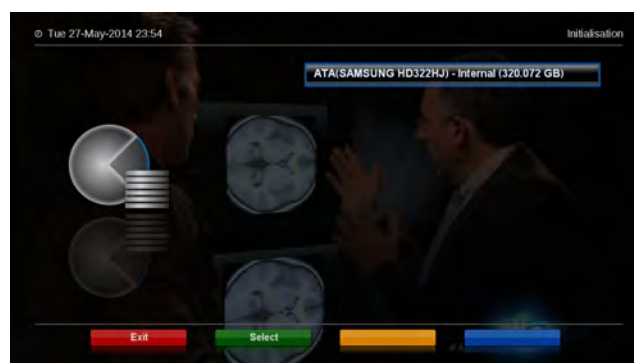 Tue 27-May-2014 23:54
Initialisation
ATA(SAMSUNG HD322HJ) - Internal (320.072 GB)
Exit
Select